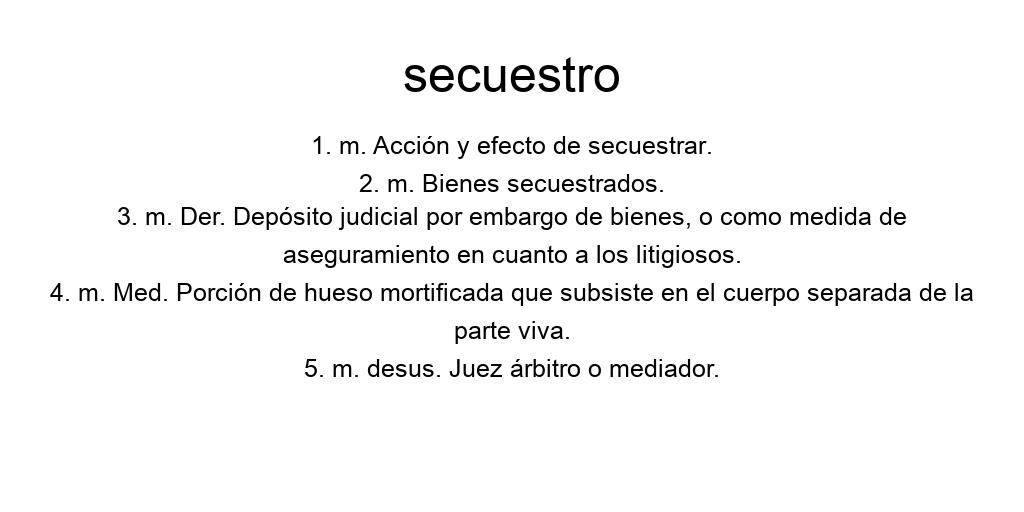 secuestro
1. m. Acción y efecto de secuestrar.
2. m. Bienes secuestrados.
3. m. Der. Depósito judicial por embargo de bienes, o como medida de
aseguramiento en cuanto a los litigiosos.
4. m. Med. Porción de hueso mortificada que subsiste en el cuerpo separada de la
parte viva.
5. m. desus. Juez árbitro o mediador.